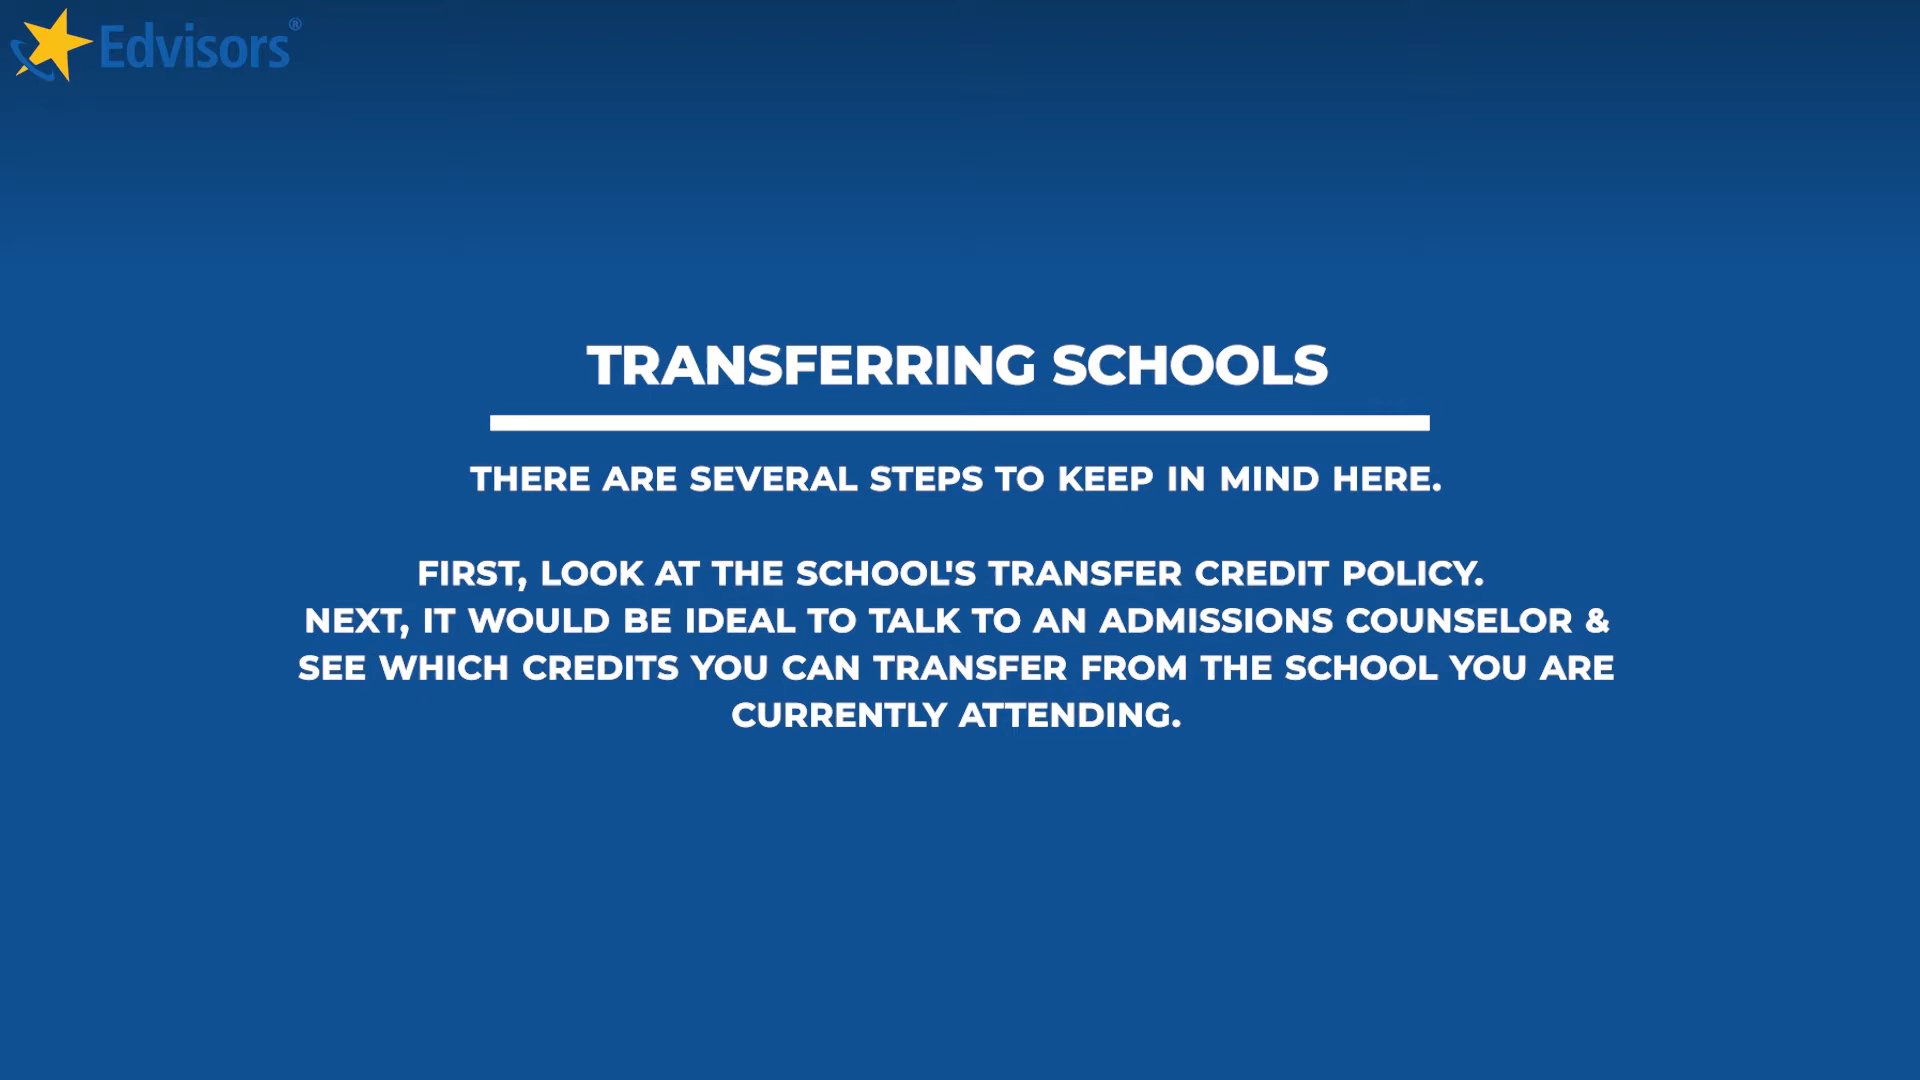 Edvisors®
TRANSFERRING SCHOOLS
THERE ARE SEVERAL STEPS TO KEEP IN MIND HERE.
FIRST, LOOK AT THE SCHOOL'S TRANSFER CREDIT POLICY.
NEXT, IT WOULD BE IDEAL TO TALK TO AN ADMISSIONS COUNSELOR &
SEE WHICH CREDITS YOU CAN TRANSFER FROM THE SCHOOL YOU ARE
CURRENTLY ATTENDING.